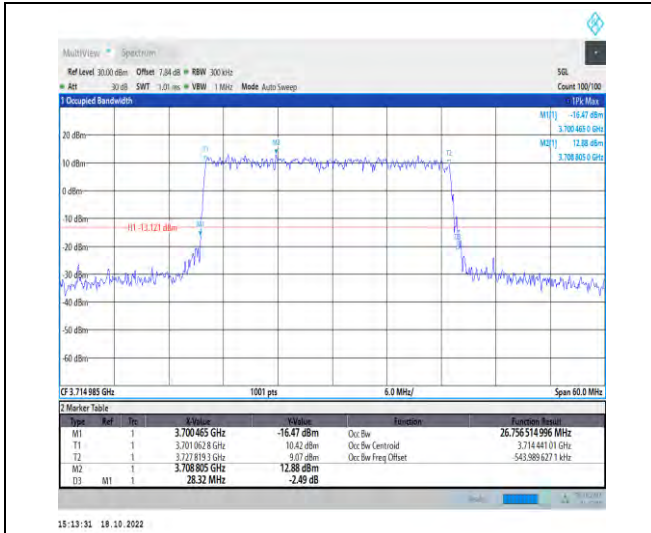 MultiView Spectrum
Ref Level 30.00 dBm Offset 7.84 dB RBW 300 kHz SGL
Att 30 dB SWT 1.01 ms VBW 1 MHz Mode Auto Sweep Count 100/100
1 Occupied Bandwidth 1Pk Max
M1[1] -16.47 dBm
3.700 465 0 GHz
M2[1] 12.88 dBm
3.708 805 0 GHz
20 dBm
10 dBm
0 dBm
-10 dBm
H1 -13.121 dBm
-20 dBm
-30 dBm
-40 dBm
-50 dBm
-60 dBm
T1
M2
T2
M1
CF 3.714 985 GHz 1001 pts 6.0 MHz/ Span 60.0 MHz
2 Marker Table
Type Ref Trc X-Value Y-Value Function Function Result
M1 1 3.700 465 GHz -16.47 dBm Occ Bw 26.756 514 996 MHz
T1 1 3.701 062 8 GHz 10.42 dBm Occ Bw Centroid 3.714 441 01 GHz
T2 1 3.727 819 3 GHz 9.07 dBm Occ Bw Freq Offset -543.989 627 1 kHz
M2 1 3.708 805 GHz 12.88 dBm
D3 M1 1 28.32 MHz -2.49 dB
15:13:31 18.10.2022